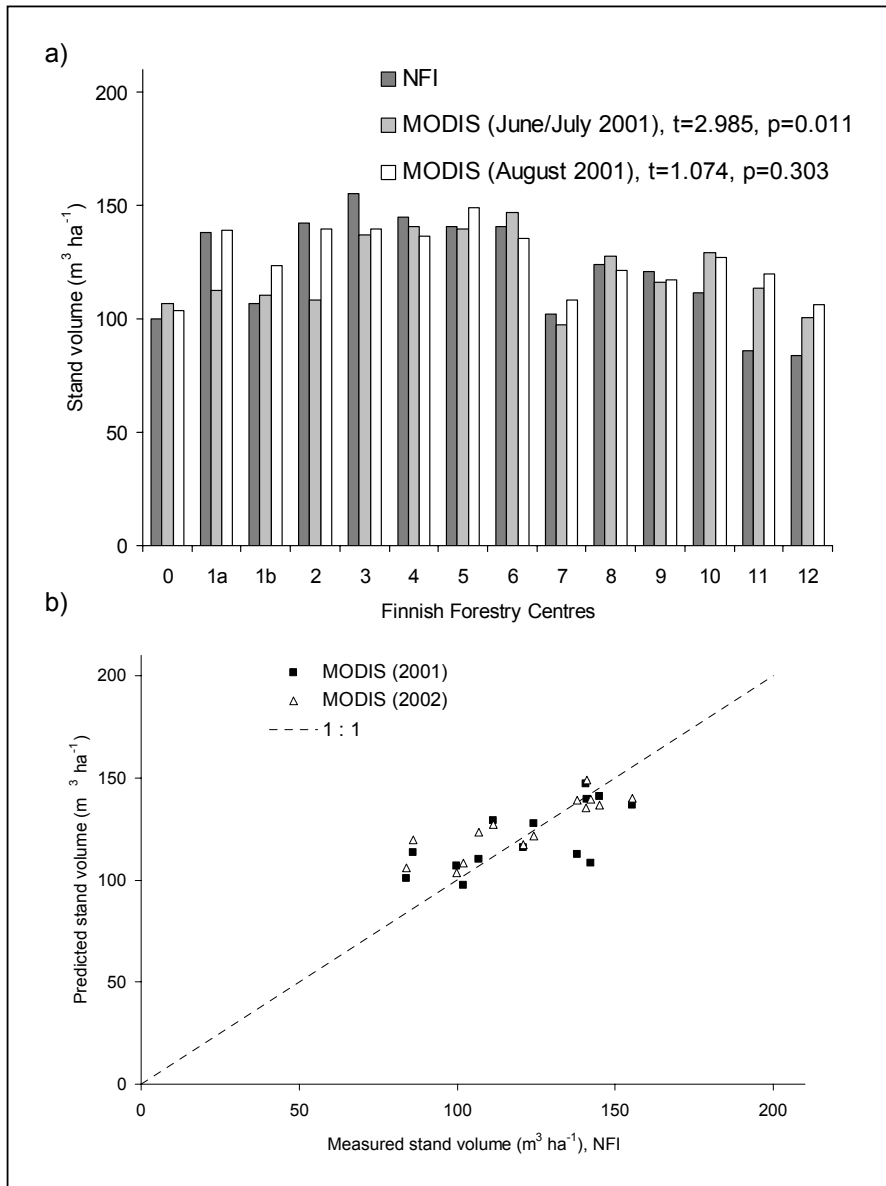 a)
NFI
MODIS (June/July 2001), t=2.985, p=0.011
MODIS (August 2001), t=1.074, p=0.303
Stand volume (m³ ha⁻¹)
200
150
100
50
0
0 1a 1b 2 3 4 5 6 7 8 9 10 11 12
Finnish Forestry Centres
b)
MODIS (2001)
MODIS (2002)
1 : 1
Predicted stand volume (m ³ ha⁻¹)
200
150
100
50
0
0 50 100 150 200
Measured stand volume (m³ ha⁻¹), NFI